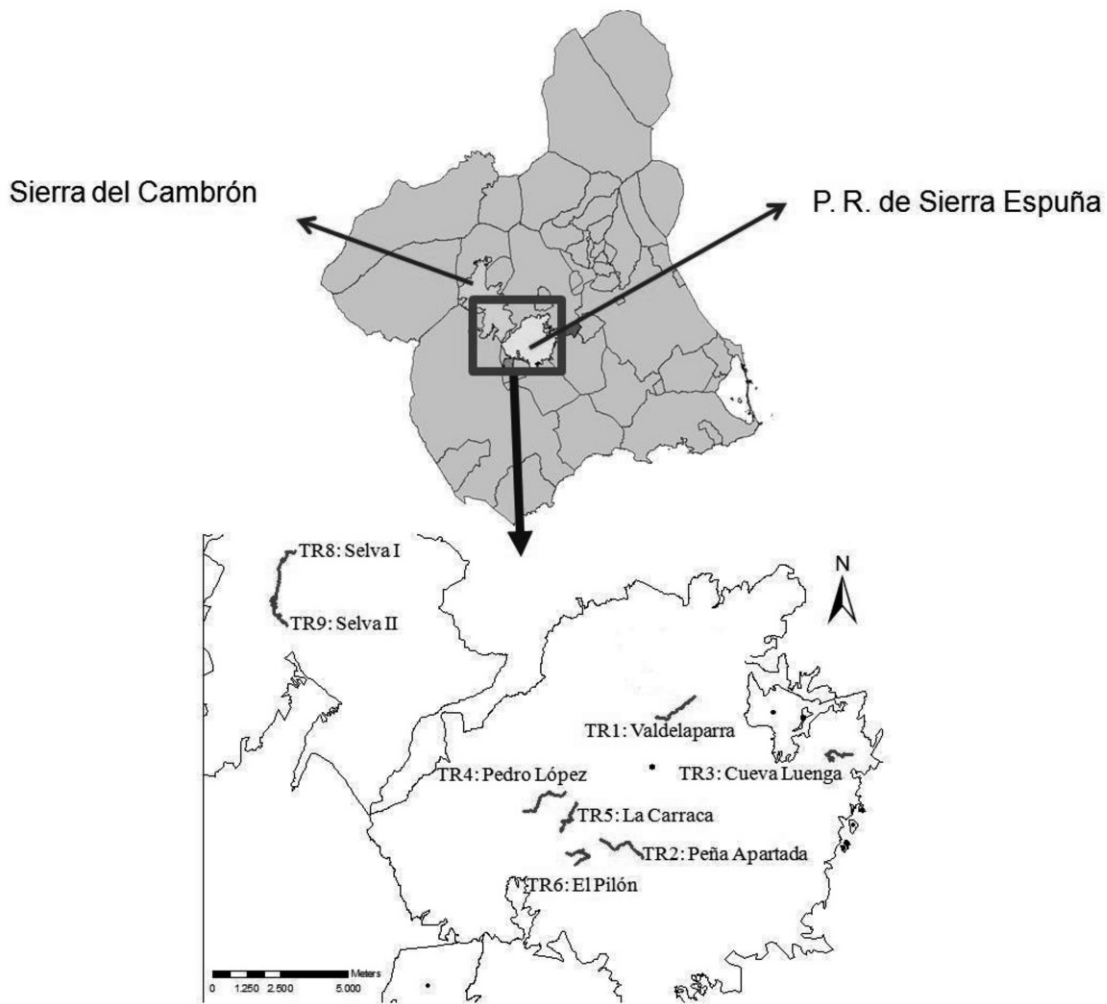 Sierra del Cambrón
P. R. de Sierra Espuña
TR8: Selva I
N
TR9: Selva II
TR1: Valdelaparra
TR4: Pedro López
TR3: Cueva Luenga
TR5: La Carraca
TR2: Peña Apartada
TR6: El Pilón
Meters
0 1.250 2.500 5.000